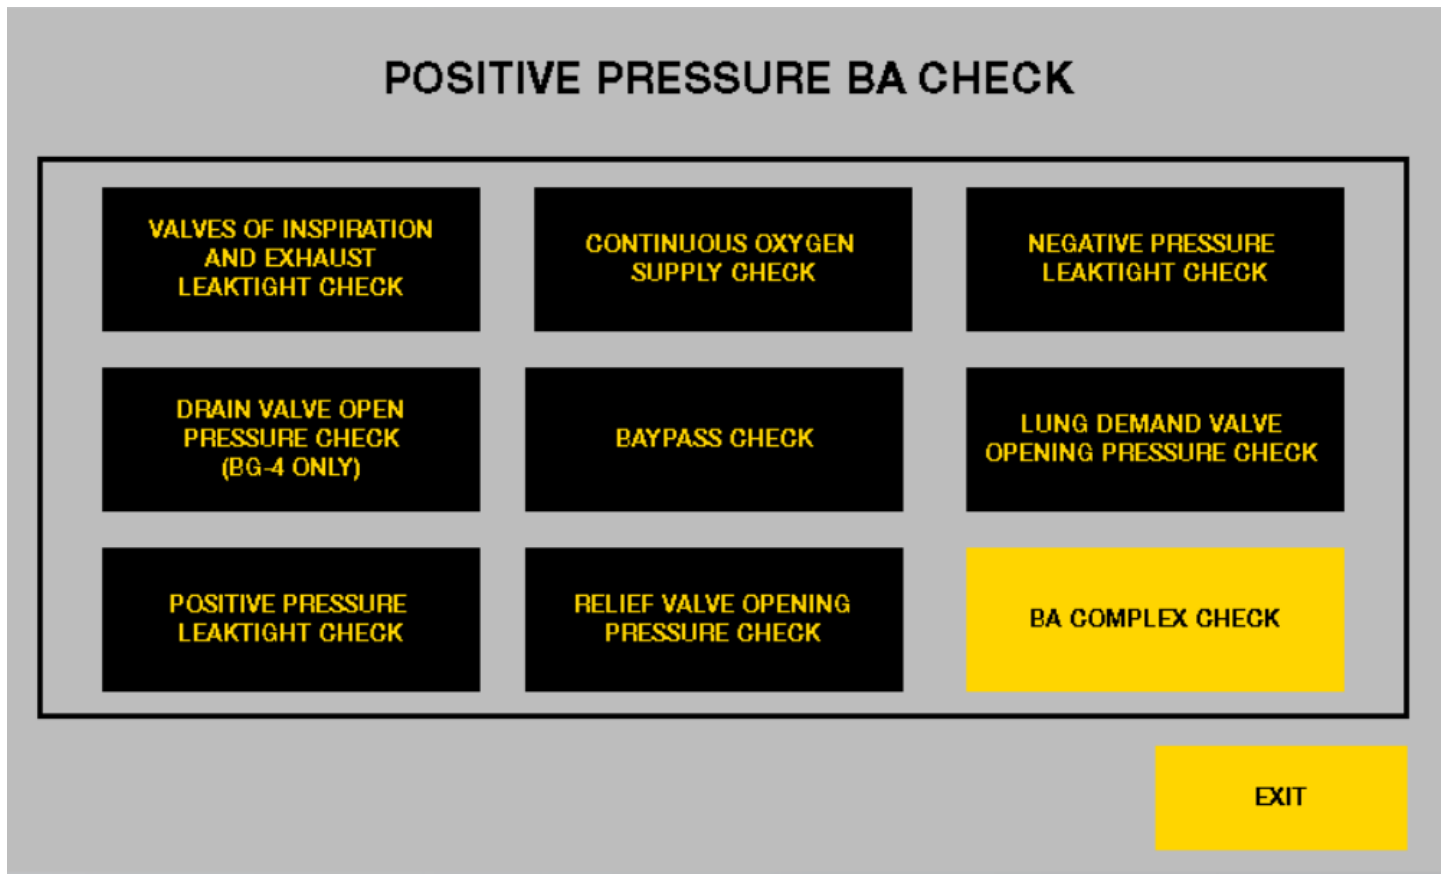 POSITIVE PRESSURE BA CHECK
VALVES OF INSPIRATION
AND EXHAUST
LEAKTIGHT CHECK
CONTINUOUS OXYGEN
SUPPLY CHECK
NEGATIVE PRESSURE
LEAKTIGHT CHECK
DRAIN VALVE OPEN
PRESSURE CHECK
(BG-4 ONLY)
BAYPASS CHECK
LUNG DEMAND VALVE
OPENING PRESSURE CHECK
POSITIVE PRESSURE
LEAKTIGHT CHECK
RELIEF VALVE OPENING
PRESSURE CHECK
BA COMPLEX CHECK
EXIT